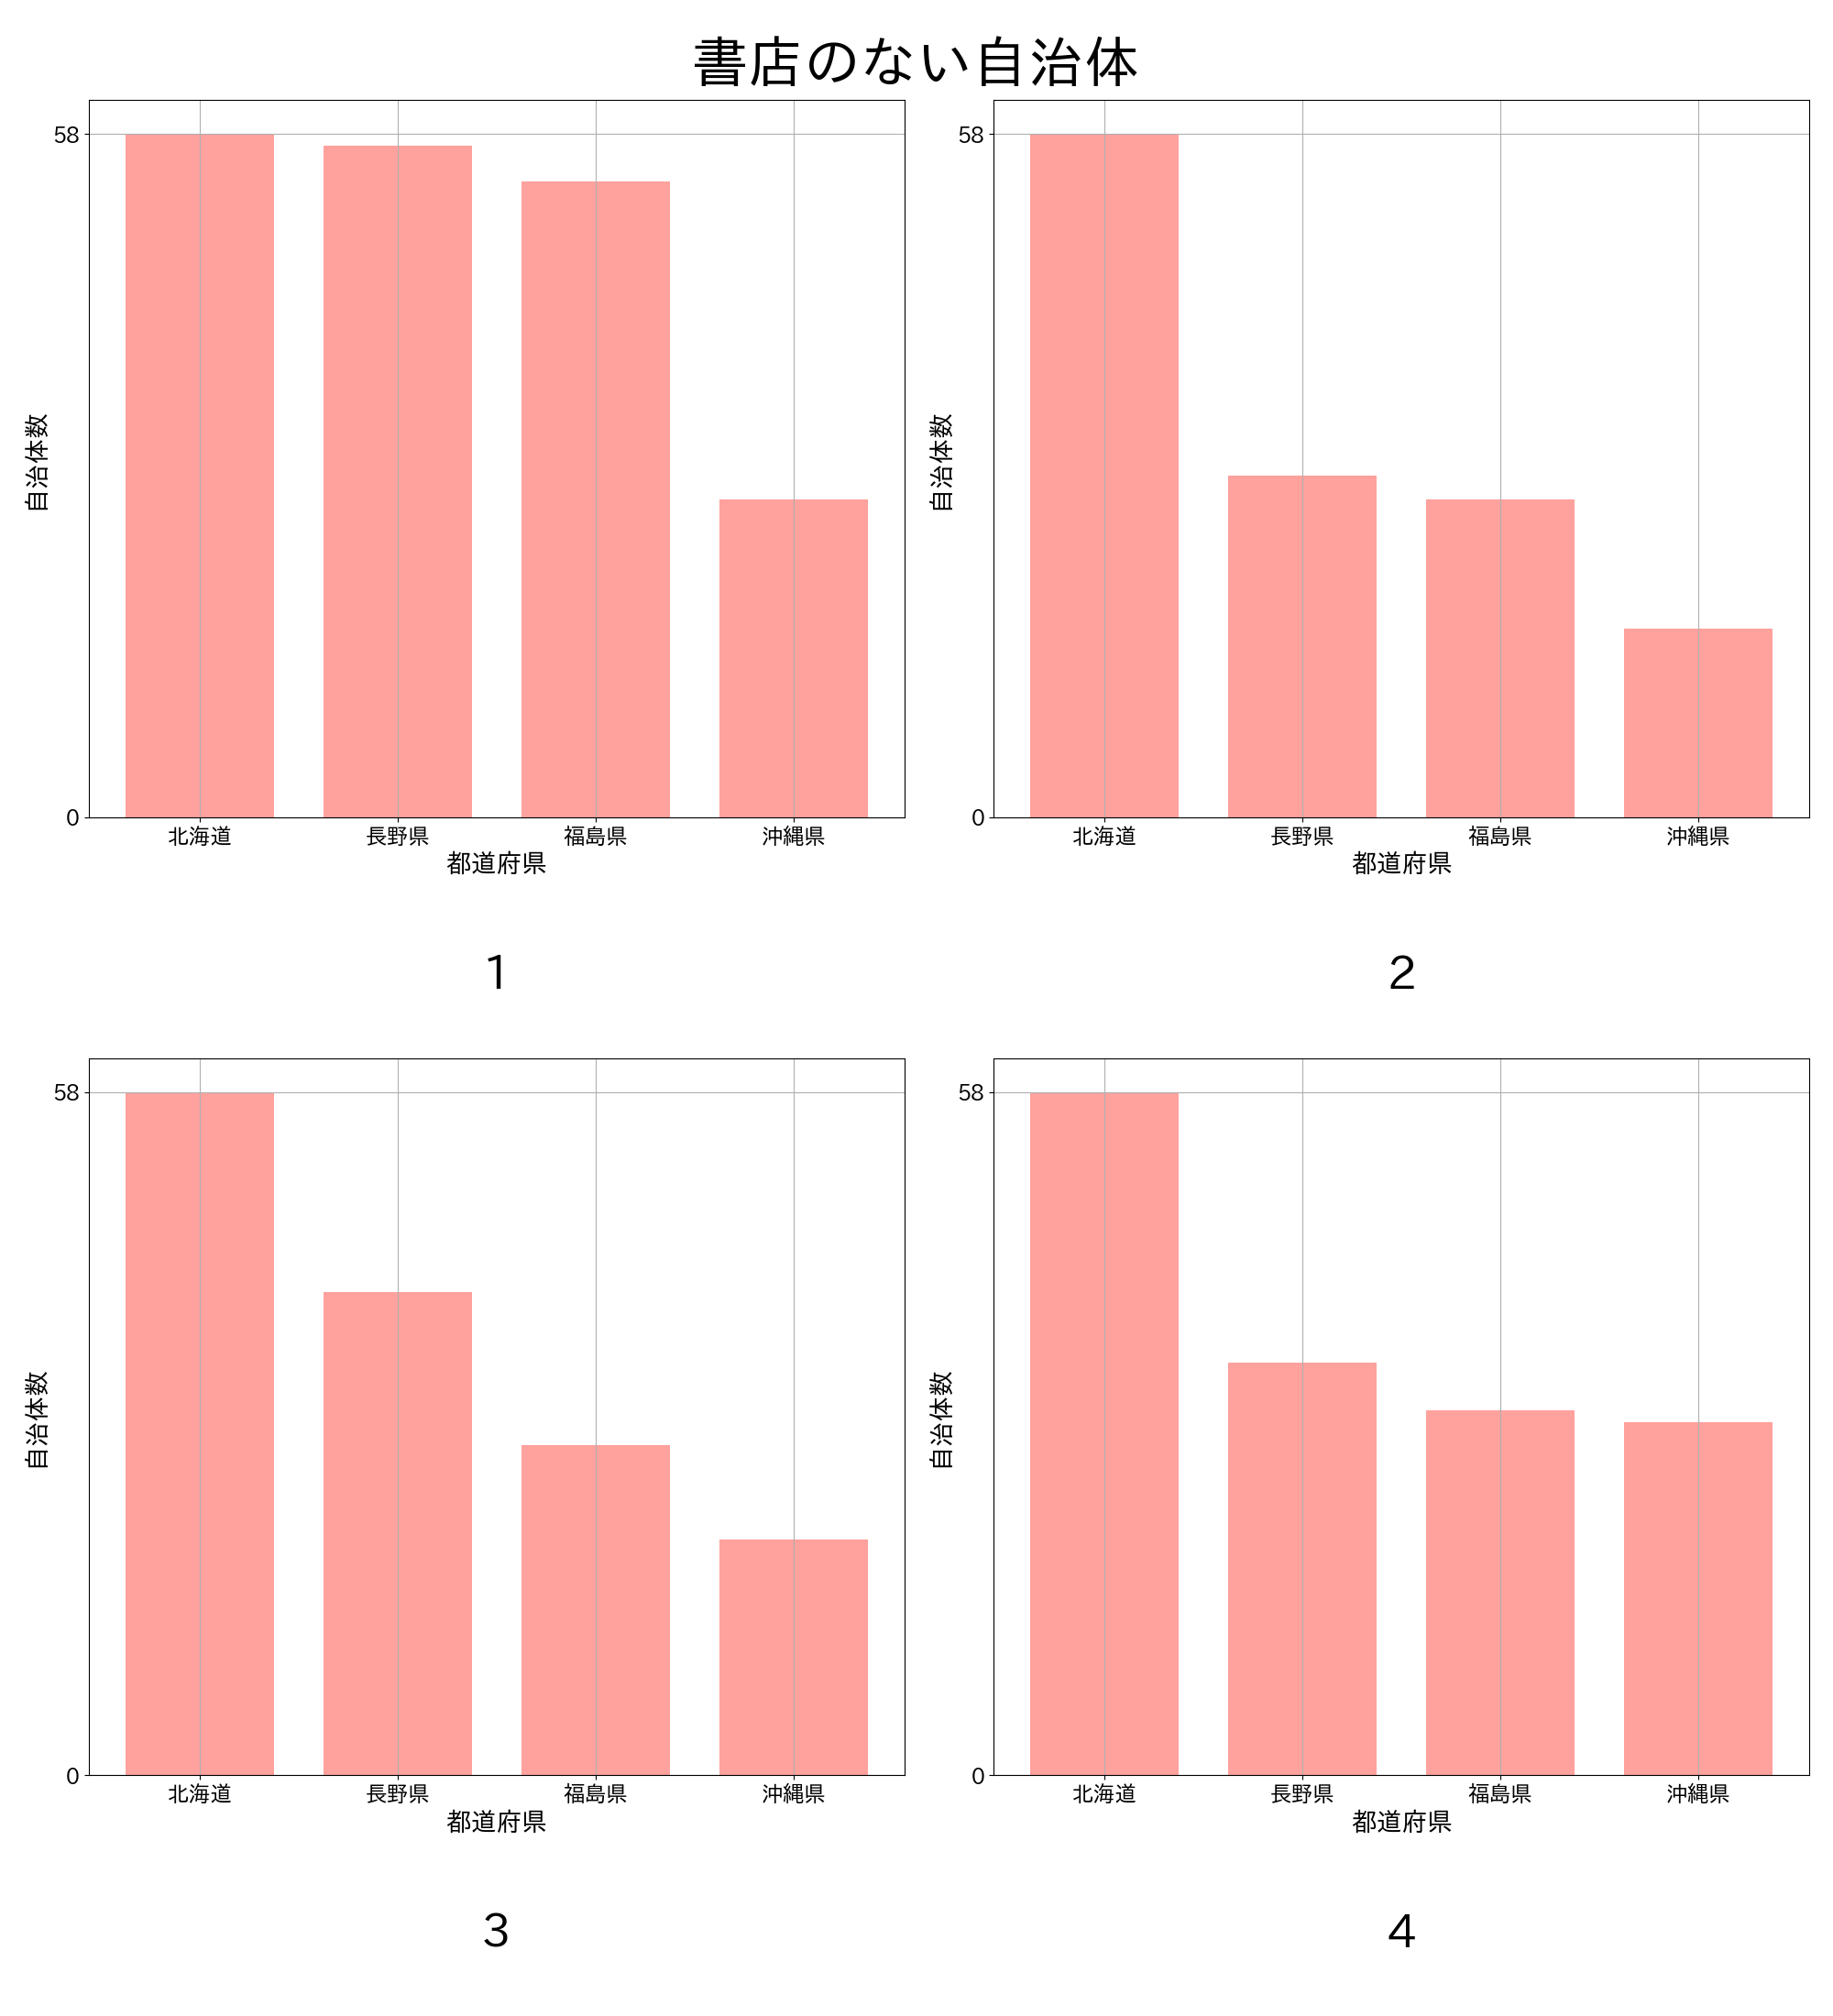 書店のない自治体
58
0
自治体数
北海道 長野県 福島県 沖縄県
都道府県
1
58
0
自治体数
北海道 長野県 福島県 沖縄県
都道府県
2
58
0
自治体数
北海道 長野県 福島県 沖縄県
都道府県
3
58
0
自治体数
北海道 長野県 福島県 沖縄県
都道府県
4